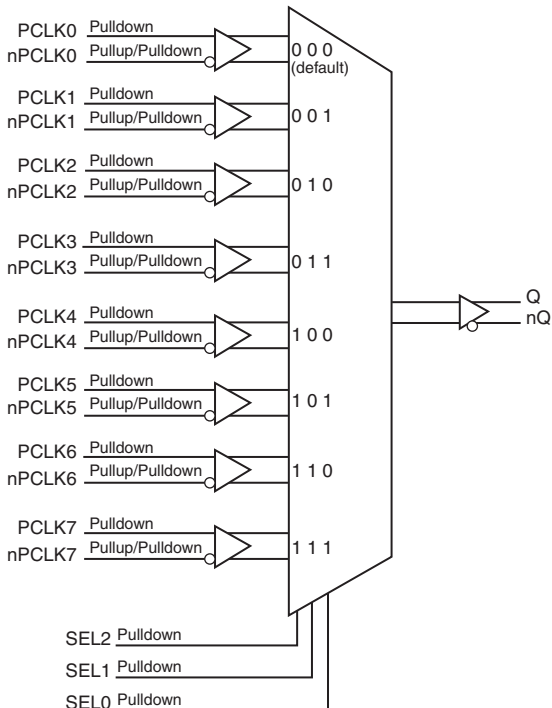 PCLK0 Pulldown
nPCLK0 Pullup/Pulldown
0 0 0
(default)
PCLK1 Pulldown
nPCLK1 Pullup/Pulldown
0 0 1
PCLK2 Pulldown
nPCLK2 Pullup/Pulldown
0 1 0
PCLK3 Pulldown
nPCLK3 Pullup/Pulldown
0 1 1
PCLK4 Pulldown
nPCLK4 Pullup/Pulldown
1 0 0
PCLK5 Pulldown
nPCLK5 Pullup/Pulldown
1 0 1
PCLK6 Pulldown
nPCLK6 Pullup/Pulldown
1 1 0
PCLK7 Pulldown
nPCLK7 Pullup/Pulldown
1 1 1
Q
nQ
SEL2 Pulldown
SEL1 Pulldown
SEL0 Pulldown